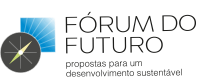 FÓRUM DO
FUTURO
propostas para um
desenvolvimento sustentável